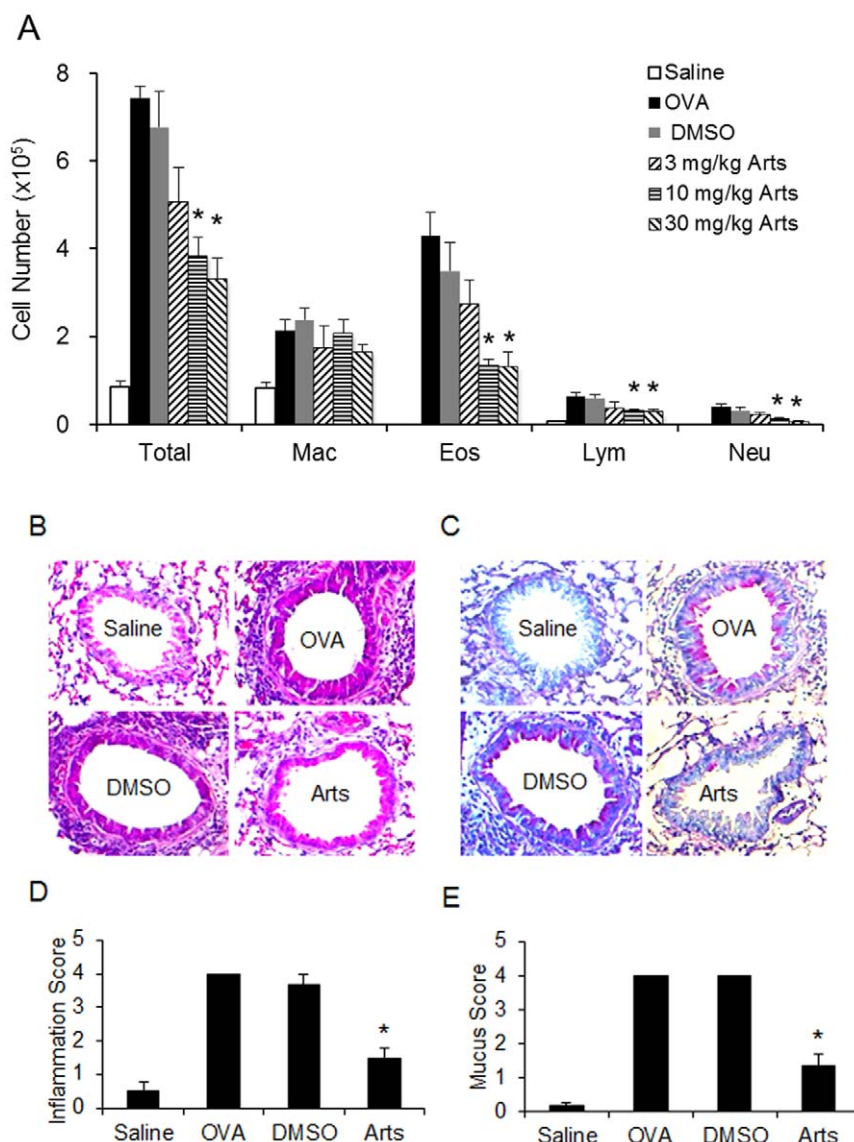 A
Cell Number (x10⁵)
8
6
4
2
0
Saline
OVA
DMSO
3 mg/kg Arts
10 mg/kg Arts
30 mg/kg Arts
* *
* *
* *
* *
Total Mac Eos Lym Neu
B
Saline
OVA
DMSO
Arts
C
Saline
OVA
DMSO
Arts
D
Inflammation Score
5
4
3
2
1
0
*
Saline OVA DMSO Arts
E
Mucus Score
5
4
3
2
1
0
*
Saline OVA DMSO Arts